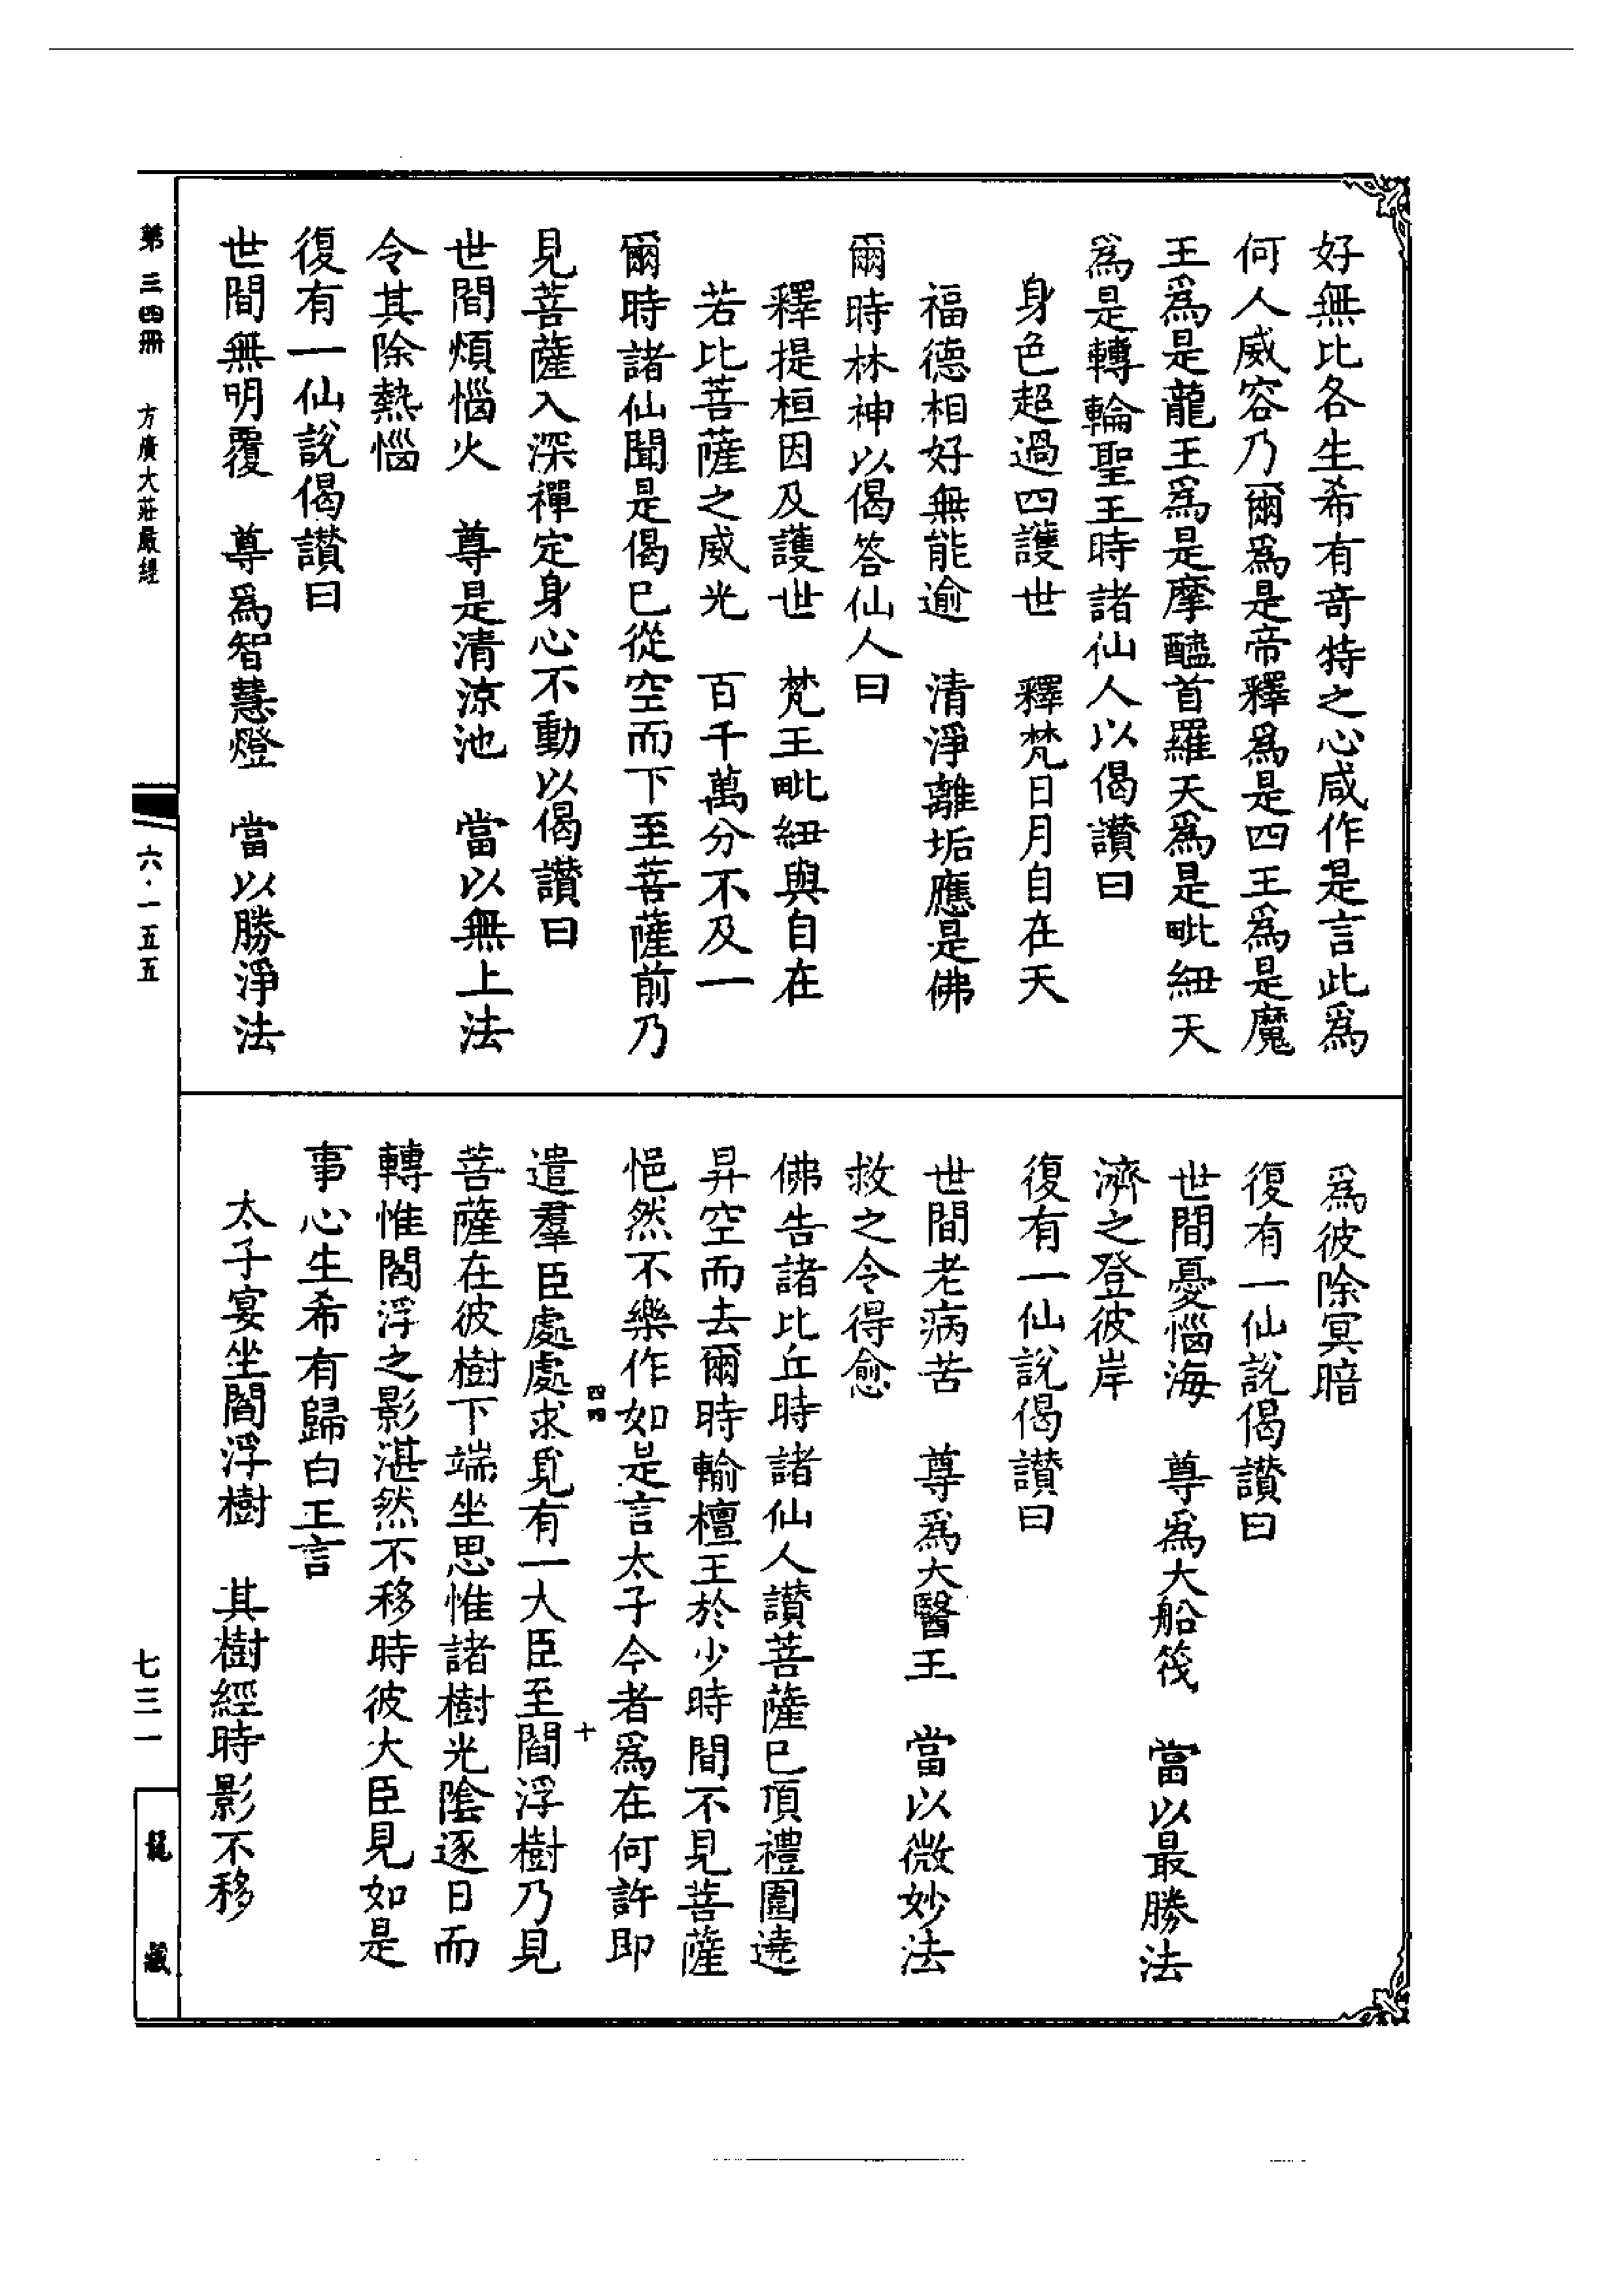 好無比各生希有奇特之心咸作是言此爲
何人威容乃爾爲是帝釋爲是四王爲是魔
王爲是龍王爲是摩醯首羅天爲是毗紐天
爲是轉輪聖王時諸仙人以偈讃曰
身色超過四護世　釋梵日月自在天
福德相好無能逾　清淨離垢應是佛
爾時林神以偈答仙人曰
釋提桓因及護世　梵王毗紐與自在
若比菩薩之威光　百千萬分不及一
爾時諸仙聞是偈已從空而下至菩薩前乃
見菩薩入深禪定身心不動以偈讃曰
世間煩惱火　尊是清涼池　當以無上法
令其除熱惱
復有一仙說偈讃曰
世間無明覆　尊爲智慧燈　當以勝淨法
爲彼除冥暗
復有一仙說偈讃曰
世間憂惱海　尊爲大船筏　當以最勝法
濟之登彼岸
復有一仙說偈讃曰
世間老病苦　尊爲大醫王　當以微妙法
救之令得愈
佛告諸比丘時諸仙人讃菩薩已頂禮圍遶
昇空而去爾時輸檀王於少時間不見菩薩
悒然不樂作如是言太子今者爲在何許即
四四　十
遣羣臣處處求覓有一大臣至閻浮樹乃見
菩薩在彼樹下端坐思惟諸樹光陰逐日而
轉惟閻浮之影湛然不移時彼大臣見如是
事心生希有歸白王言
太子宴坐閻浮樹　其樹經時影不移
第三四冊　方廣大莊嚴經　六·一五五　七三一　龍藏